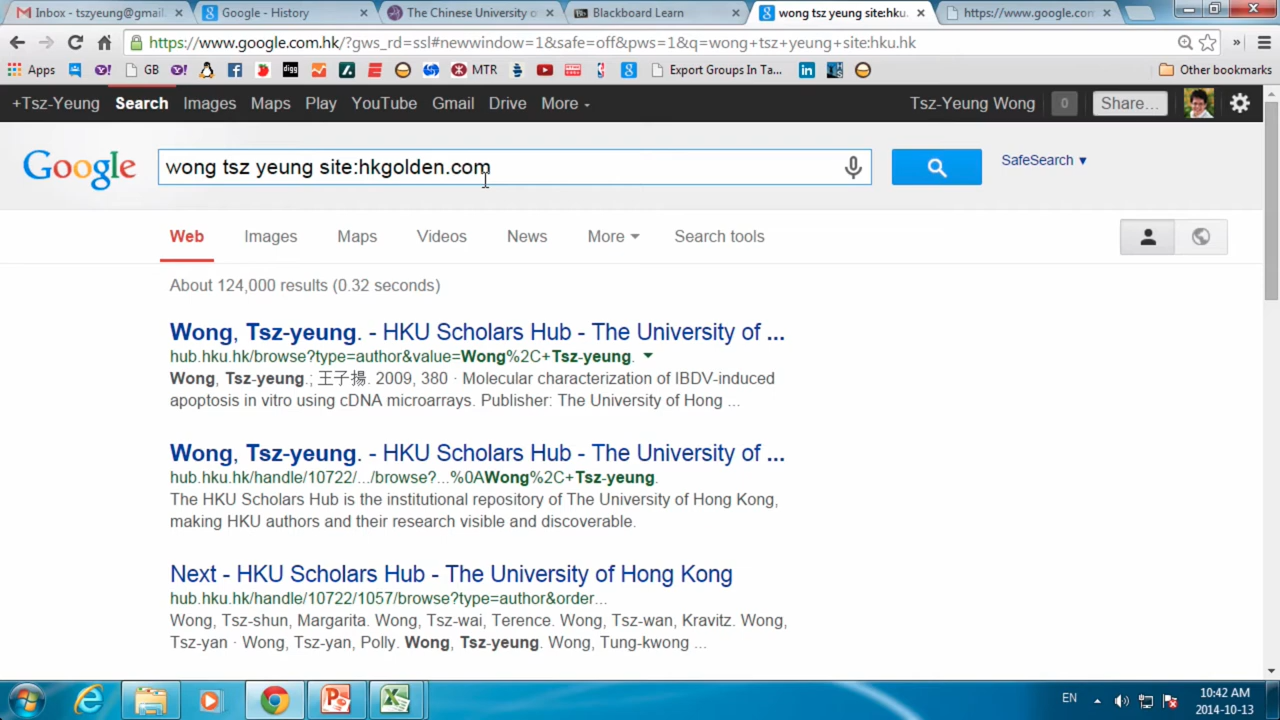 Inbox - tszyeung@gmail
Google - History
The Chinese University o
Blackboard Learn
wong tsz yeung site:hku.
https://www.google.con
https://www.google.com.hk/?gws_rd=ssl#newwindow=1&safe=off&pws=1&q=wong+tsz+yeung+site:hku.hk
Apps
GB
digg
MTR
Export Groups In Ta...
Other bookmarks
+Tsz-Yeung Search Images Maps Play YouTube Gmail Drive More
Tsz-Yeung Wong 0 Share...
Google
wong tsz yeung site:hkgolden.com
SafeSearch ▼
Web Images Maps Videos News More Search tools
About 124,000 results (0.32 seconds)
Wong, Tsz-yeung. - HKU Scholars Hub - The University of ...
hub.hku.hk/browse?type=author&value=Wong%2C+Tsz-yeung.
Wong, Tsz-yeung.; 王子揚. 2009, 380 · Molecular characterization of IBDV-induced
apoptosis in vitro using cDNA microarrays. Publisher: The University of Hong ...
Wong, Tsz-yeung. - HKU Scholars Hub - The University of ...
hub.hku.hk/handle/10722/.../browse?...%0AWong%2C+Tsz-yeung.
The HKU Scholars Hub is the institutional repository of The University of Hong Kong,
making HKU authors and their research visible and discoverable.
Next - HKU Scholars Hub - The University of Hong Kong
hub.hku.hk/handle/10722/1057/browse?type=author&order...
Wong, Tsz-shun, Margarita. Wong, Tsz-wai, Terence. Wong, Tsz-wan, Kravitz. Wong,
Tsz-yan · Wong, Tsz-yan, Polly. Wong, Tsz-yeung. Wong, Tung-kwong ...
EN
10:42 AM
2014-10-13